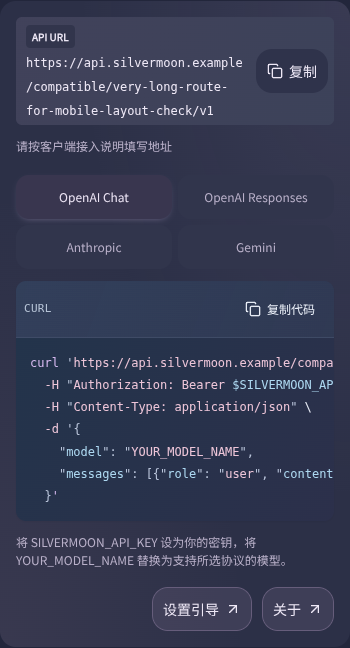 API URL
https://api.silvermoon.example
/compatible/very-long-route-
for-mobile-layout-check/v1
复制
请按客户端接入说明填写地址
OpenAI Chat
OpenAI Responses
Anthropic
Gemini
CURL
复制代码
curl 'https://api.silvermoon.example/compa
-H "Authorization: Bearer $SILVERMOON_AP
-H "Content-Type: application/json" \
-d '{
"model": "YOUR_MODEL_NAME",
"messages": [{"role": "user", "content
}'
将 SILVERMOON_API_KEY 设为你的密钥，将
YOUR_MODEL_NAME 替换为支持所选协议的模型。
设置引导
关于